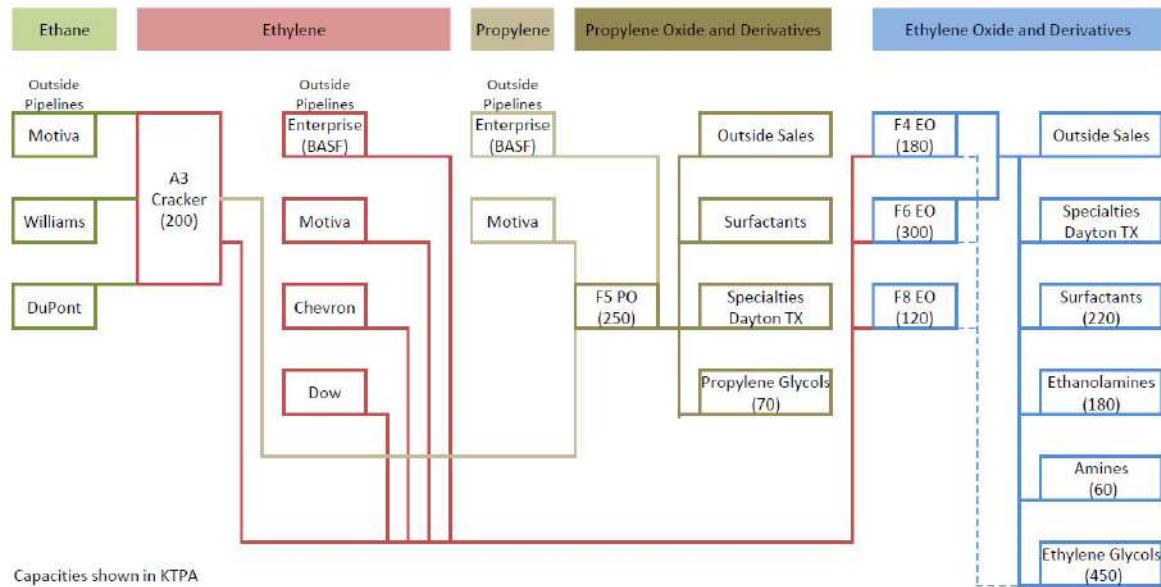 Ethane
Ethylene
Propylene
Propylene Oxide and Derivatives
Ethylene Oxide and Derivatives
Outside
Pipelines
Motiva
Williams
DuPont
A3
Cracker
(200)
Outside
Pipelines
Enterprise
(BASF)
Motiva
Chevron
Dow
Outside
Pipelines
Enterprise
(BASF)
Motiva
F5 PO
(250)
Outside Sales
Surfactants
Specialties
Dayton TX
Propylene Glycols
(70)
F4 EO
(180)
F6 EO
(300)
F8 EO
(120)
Outside Sales
Specialties
Dayton TX
Surfactants
(220)
Ethanolamines
(180)
Amines
(60)
Ethylene Glycols
(450)
Capacities shown in KTPA